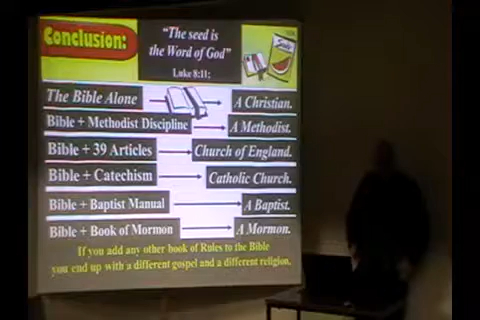 Conclusion:
"The seed is
the Word of God"
Luke 8:11;
Seeds
The Bible Alone
A Christian.
Bible + Methodist Discipline
A Methodist.
Bible + 39 Articles
Church of England.
Bible + Catechism
Catholic Church.
Bible + Baptist Manual
A Baptist.
Bible + Book of Mormon
A Mormon.
If you add any other book of Rules to the Bible
you end up with a different gospel and a different religion.